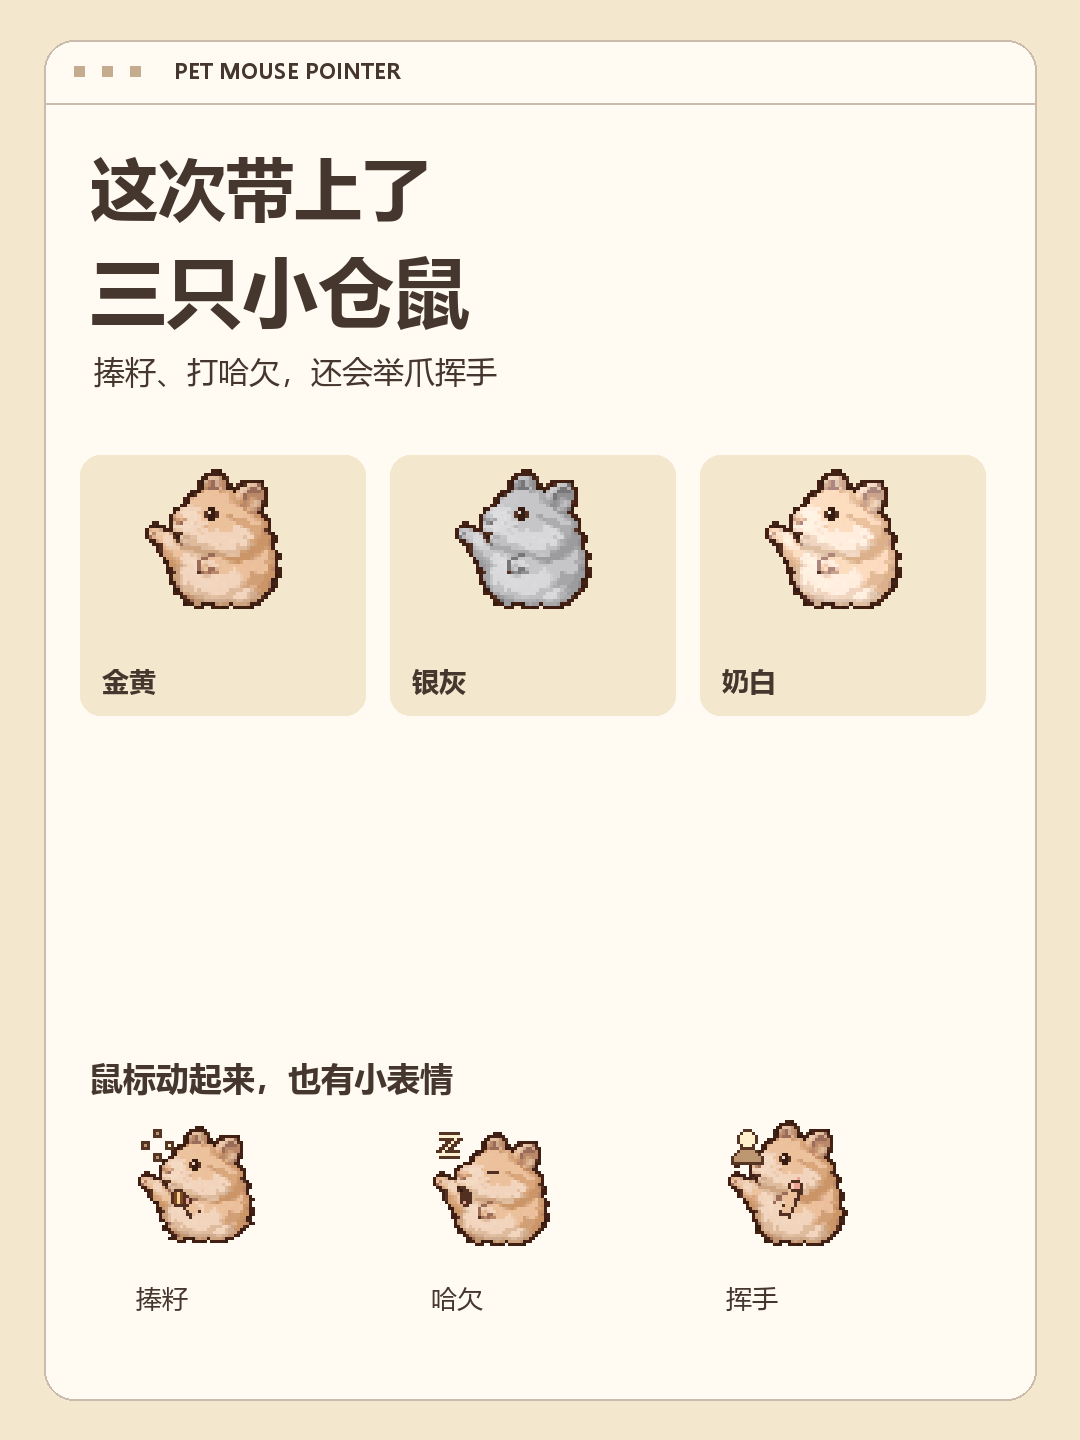 PET MOUSE POINTER
这次带上了
三只小仓鼠
捧籽、打哈欠，还会举爪挥手
金黄
银灰
奶白
鼠标动起来，也有小表情
捧籽
哈欠
挥手